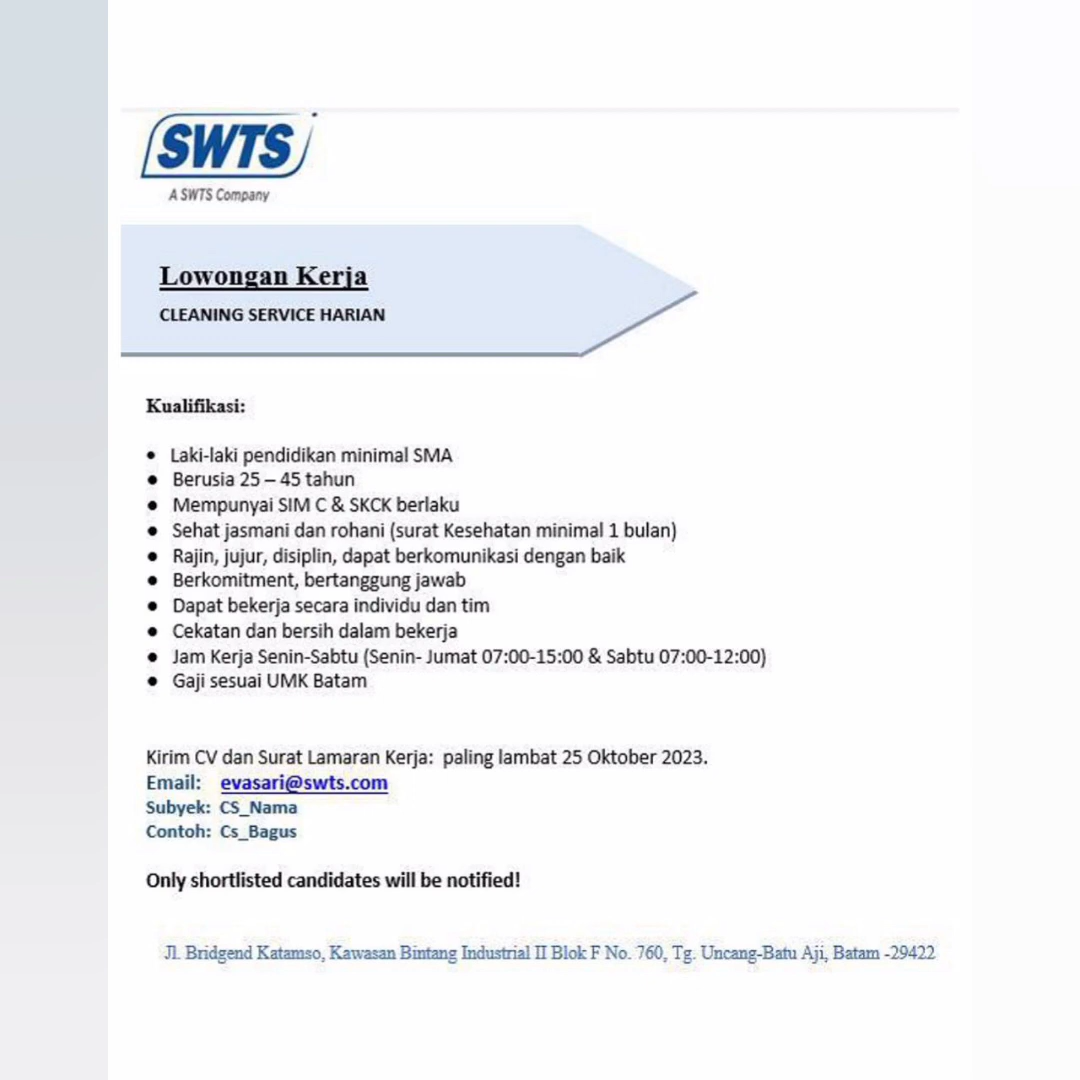 SWTS
A SWTS Company
Lowongan Kerja
CLEANING SERVICE HARIAN
Kualifikasi:
• Laki-laki pendidikan minimal SMA
• Berusia 25 – 45 tahun
• Mempunyai SIM C & SKCK berlaku
• Sehat jasmani dan rohani (surat Kesehatan minimal 1 bulan)
• Rajin, jujur, disiplin, dapat berkomunikasi dengan baik
• Berkomitment, bertanggung jawab
• Dapat bekerja secara individu dan tim
• Cekatan dan bersih dalam bekerja
• Jam Kerja Senin-Sabtu (Senin- Jumat 07:00-15:00 & Sabtu 07:00-12:00)
• Gaji sesuai UMK Batam
Kirim CV dan Surat Lamaran Kerja: paling lambat 25 Oktober 2023.
Email: evasari@swts.com
Subyek: CS_Nama
Contoh: Cs_Bagus
Only shortlisted candidates will be notified!
Jl. Bridgend Katamso, Kawasan Bintang Industrial II Blok F No. 760, Tg. Uncang-Batu Aji, Batam -29422